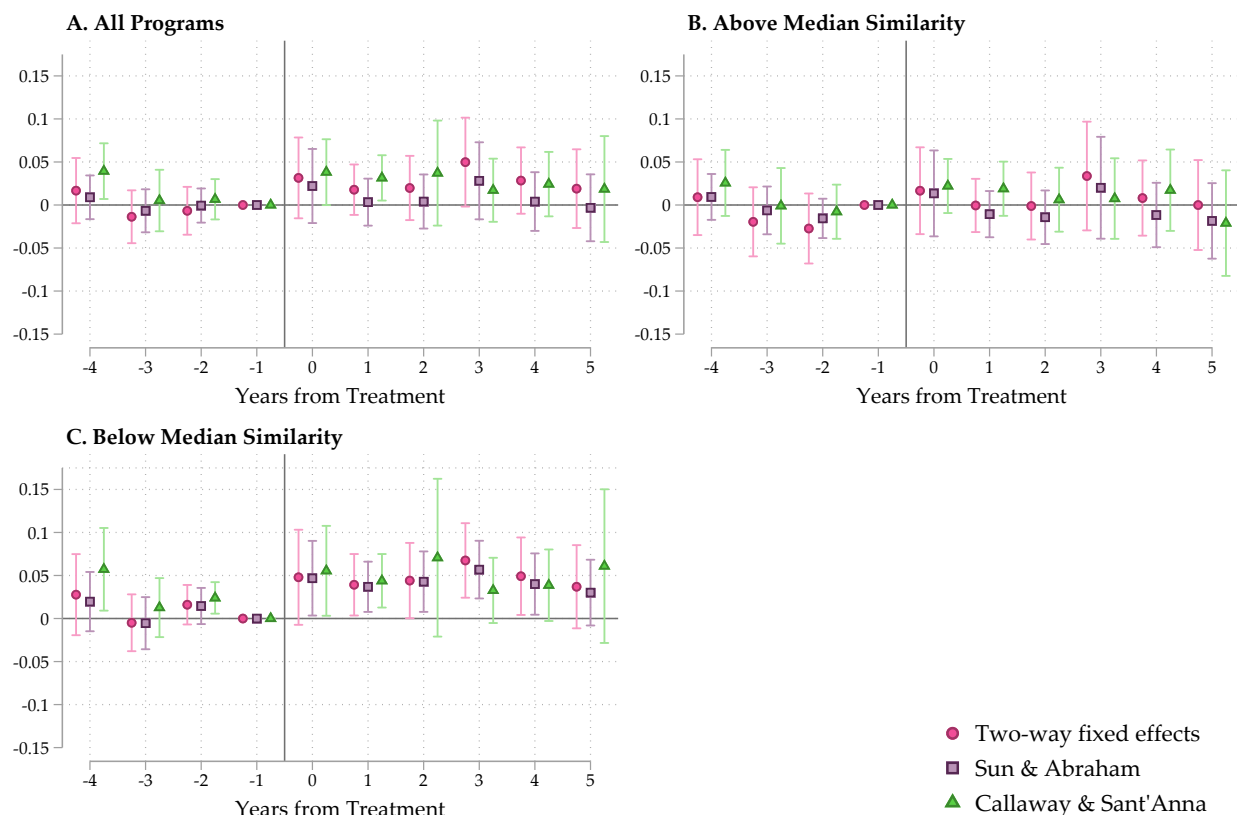 A. All Programs
0.15
0.1
0.05
0
-0.05
-0.1
-0.15
-4 -3 -2 -1 0 1 2 3 4 5
Years from Treatment
B. Above Median Similarity
0.15
0.1
0.05
0
-0.05
-0.1
-0.15
-4 -3 -2 -1 0 1 2 3 4 5
Years from Treatment
C. Below Median Similarity
0.15
0.1
0.05
0
-0.05
-0.1
-0.15
-4 -3 -2 -1 0 1 2 3 4 5
Years from Treatment
Two-way fixed effects
Sun & Abraham
Callaway & Sant'Anna